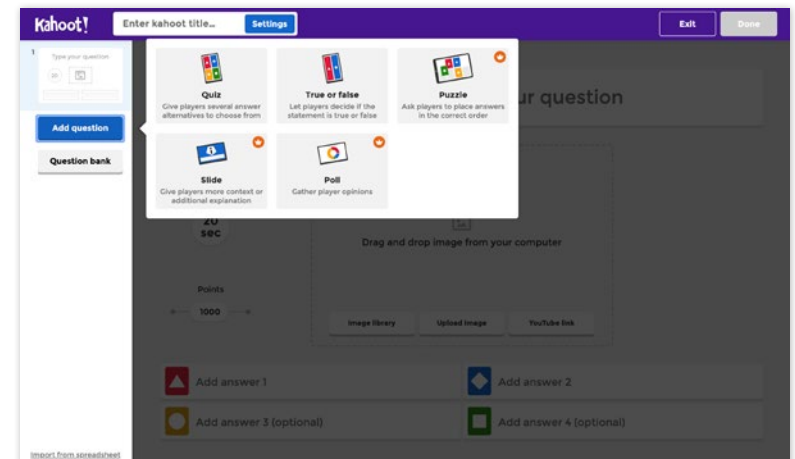 Kahoot!
Enter kahoot title…
Settings
Exit
Done
1
Type your question
20
Add question
Question bank
Import from spreadsheet
Quiz
Give players several answer
alternatives to choose from
True or false
Let players decide if the
statement is true or false
Puzzle
Ask players to place answers
in the correct order
Slide
Give players more context or
additional explanation
Poll
Gather player opinions
ur question
20
sec
Points
1000
Drag and drop image from your computer
Image library
Upload image
YouTube link
Add answer 1
Add answer 2
Add answer 3 (optional)
Add answer 4 (optional)